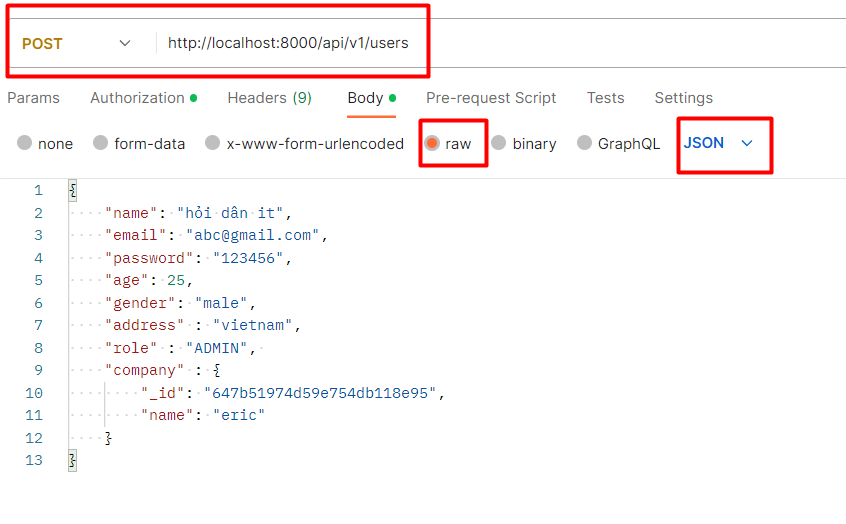 POST http://localhost:8000/api/v1/users
Params Authorization Headers (9) Body Pre-request Script Tests Settings
none form-data x-www-form-urlencoded raw binary GraphQL JSON
1 {
2 "name": "hỏi dân it",
3 "email": "abc@gmail.com",
4 "password": "123456",
5 "age": 25,
6 "gender": "male",
7 "address" : "vietnam",
8 "role" : "ADMIN",
9 "company" : {
10 "_id": "647b51974d59e754db118e95",
11 "name": "eric"
12 }
13 }